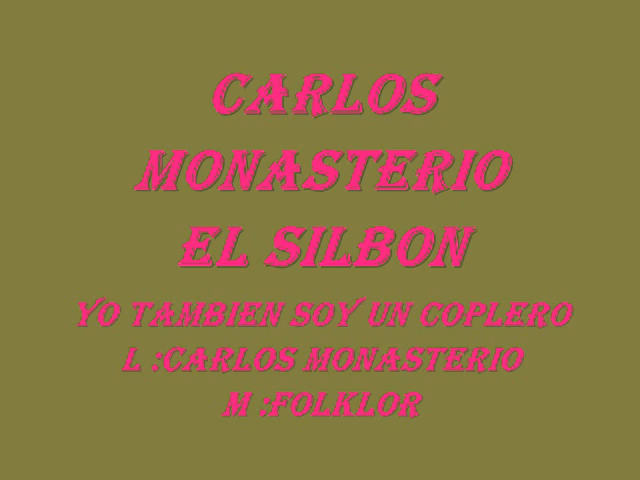 CARLOS
MONASTERIO
EL SILBON
YO TAMBIEN SOY UN COPLERO
L :CARLOS MONASTERIO
M :FOLKLOR